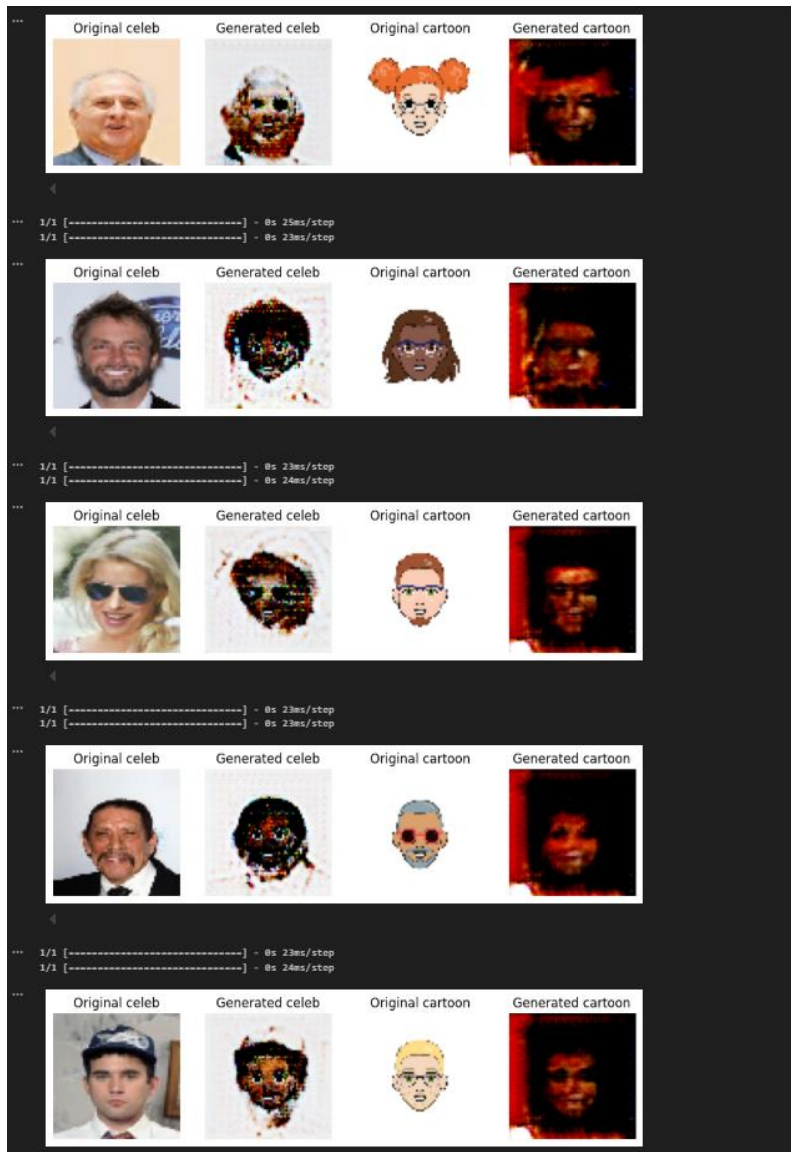 Original celeb Generated celeb Original cartoon Generated cartoon
1/1 [==============================] - 0s 25ms/step
1/1 [==============================] - 0s 23ms/step
Original celeb Generated celeb Original cartoon Generated cartoon
1/1 [==============================] - 0s 23ms/step
1/1 [==============================] - 0s 24ms/step
Original celeb Generated celeb Original cartoon Generated cartoon
1/1 [==============================] - 0s 23ms/step
1/1 [==============================] - 0s 23ms/step
Original celeb Generated celeb Original cartoon Generated cartoon
1/1 [==============================] - 0s 23ms/step
1/1 [==============================] - 0s 24ms/step
Original celeb Generated celeb Original cartoon Generated cartoon